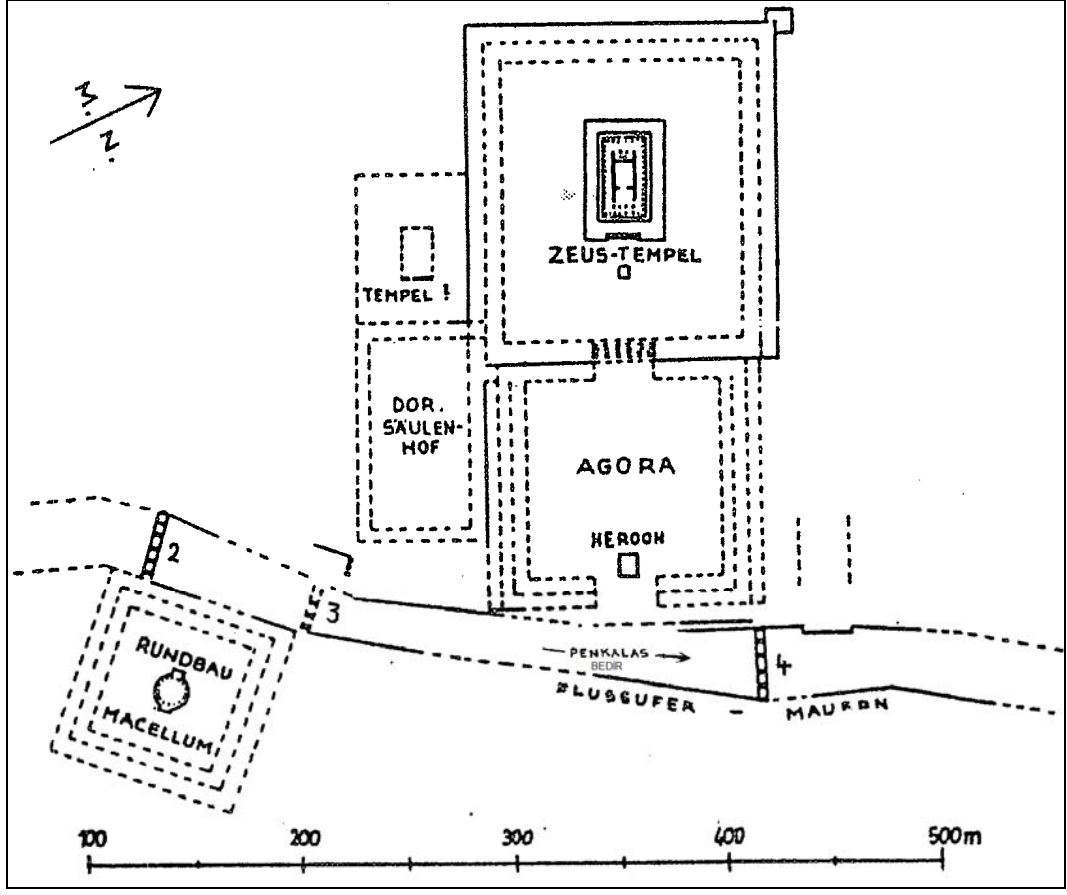 N
ZEUS-TEMPEL
TEMPEL ?
DOR.
SÄULEN-
HOF
AGORA
HEROON
2
3
PENKALAS
BEDIR
4
FLUSSUFER - MAUERN
RUNDBAU
MACELLUM
100 200 300 400 500m